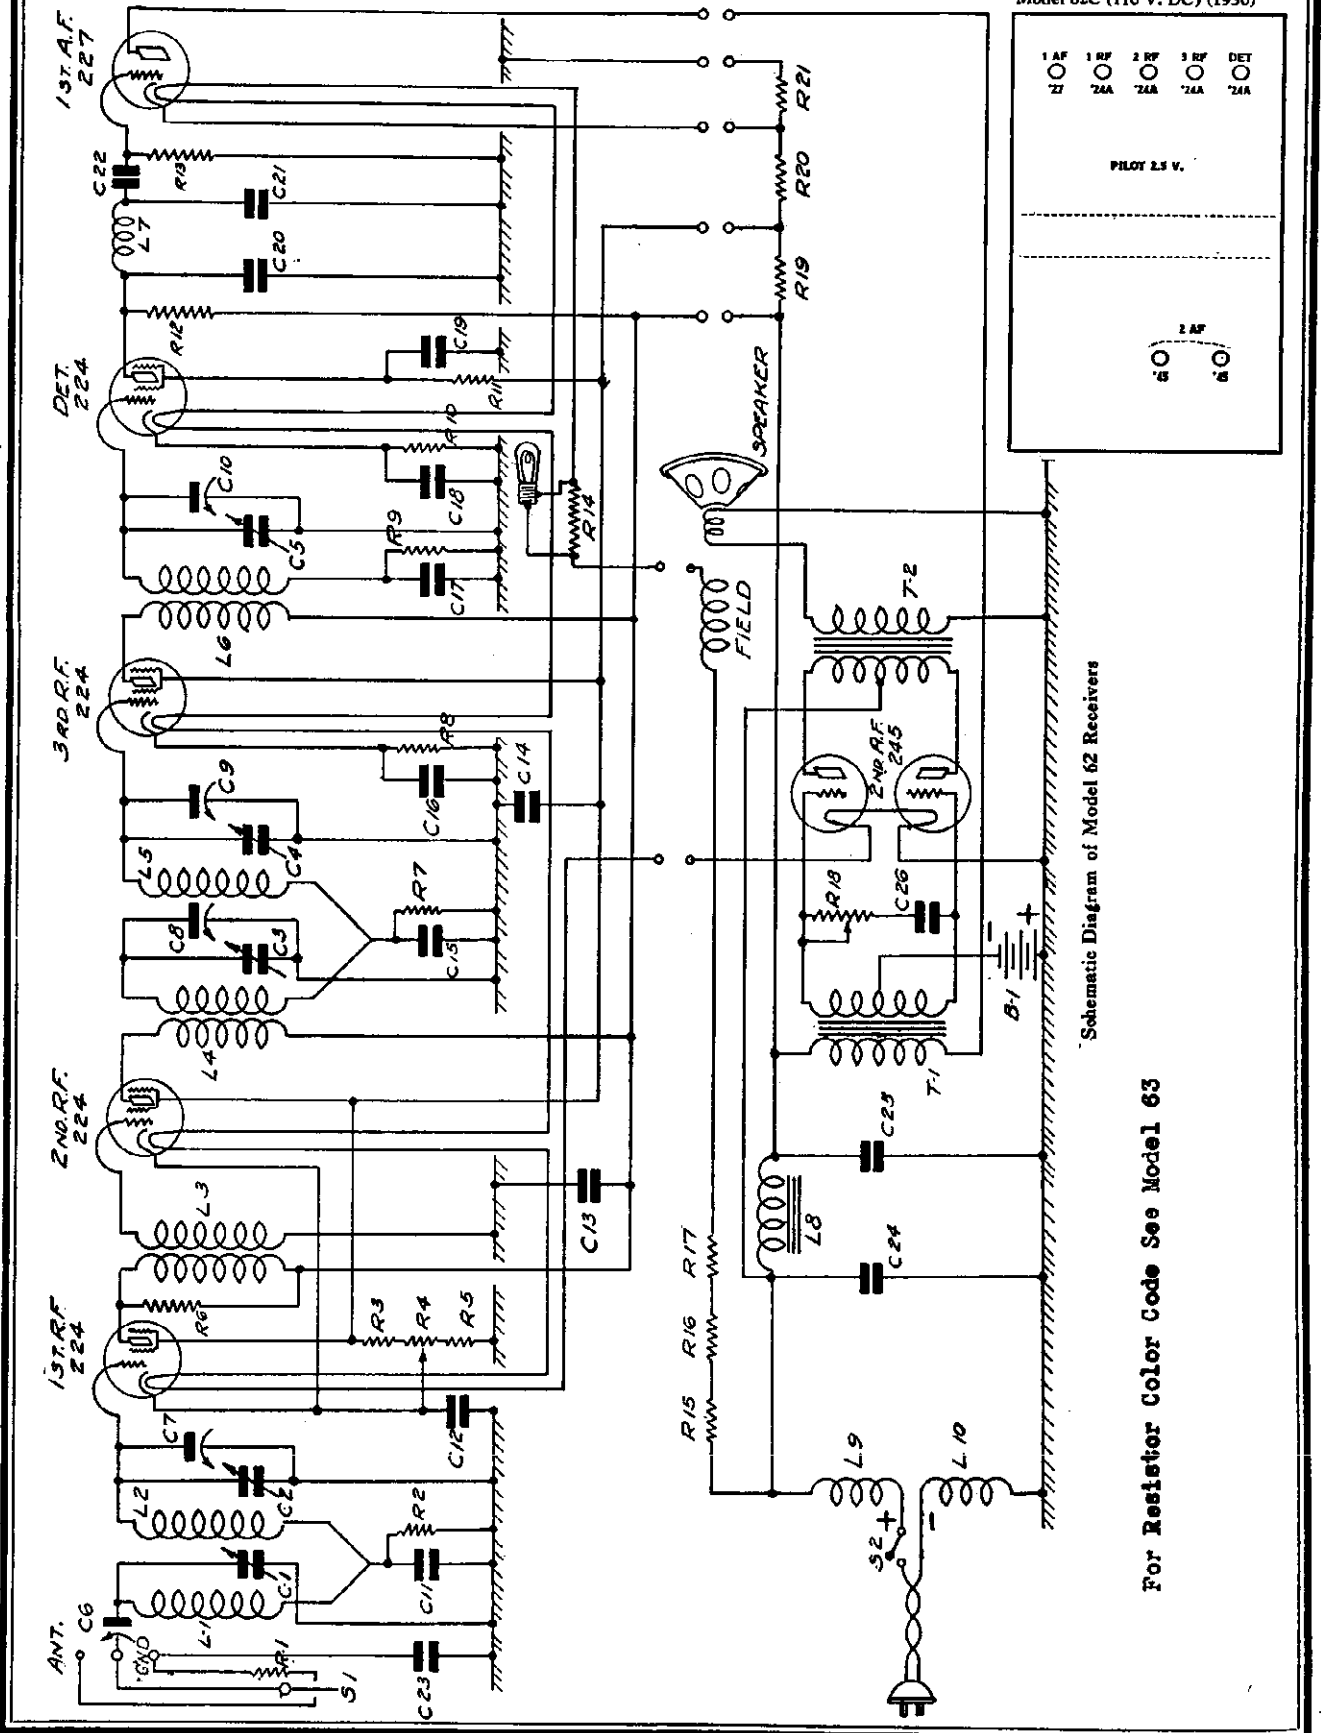 Model 62C (110 V. DC) (1930)
1 AF
1 RF
2 RF
3 RF
DET
'27
'24A
'24A
'24A
'24A
PILOT 2.5 V.
2 AF
'45
'45
1ST. A.F.
227
DET.
224
3RD R.F.
224
2ND. R.F.
224
1ST. R.F.
224
ANT.
GND
C6
L-1
C-1
R-1
S1
C23
L2
C2
C7
R2
C11
C12
R3
R4
R5
R6
L3
C13
L4
C3
C8
L5
C4
C9
R7
C15
R8
C16
C14
L6
C5
C10
R9
C17
R10
C18
R11
C19
R12
R14
L7
C20
C21
C22
R13
R21
R20
R19
SPEAKER
FIELD
T-2
2ND A.F.
245
R18
C26
B-1
- +
T-1
C25
L8
C24
R17
R16
R15
L9
L10
S2
+
-
Schematic Diagram of Model 62 Receivers
For Resistor Color Code See Model 63